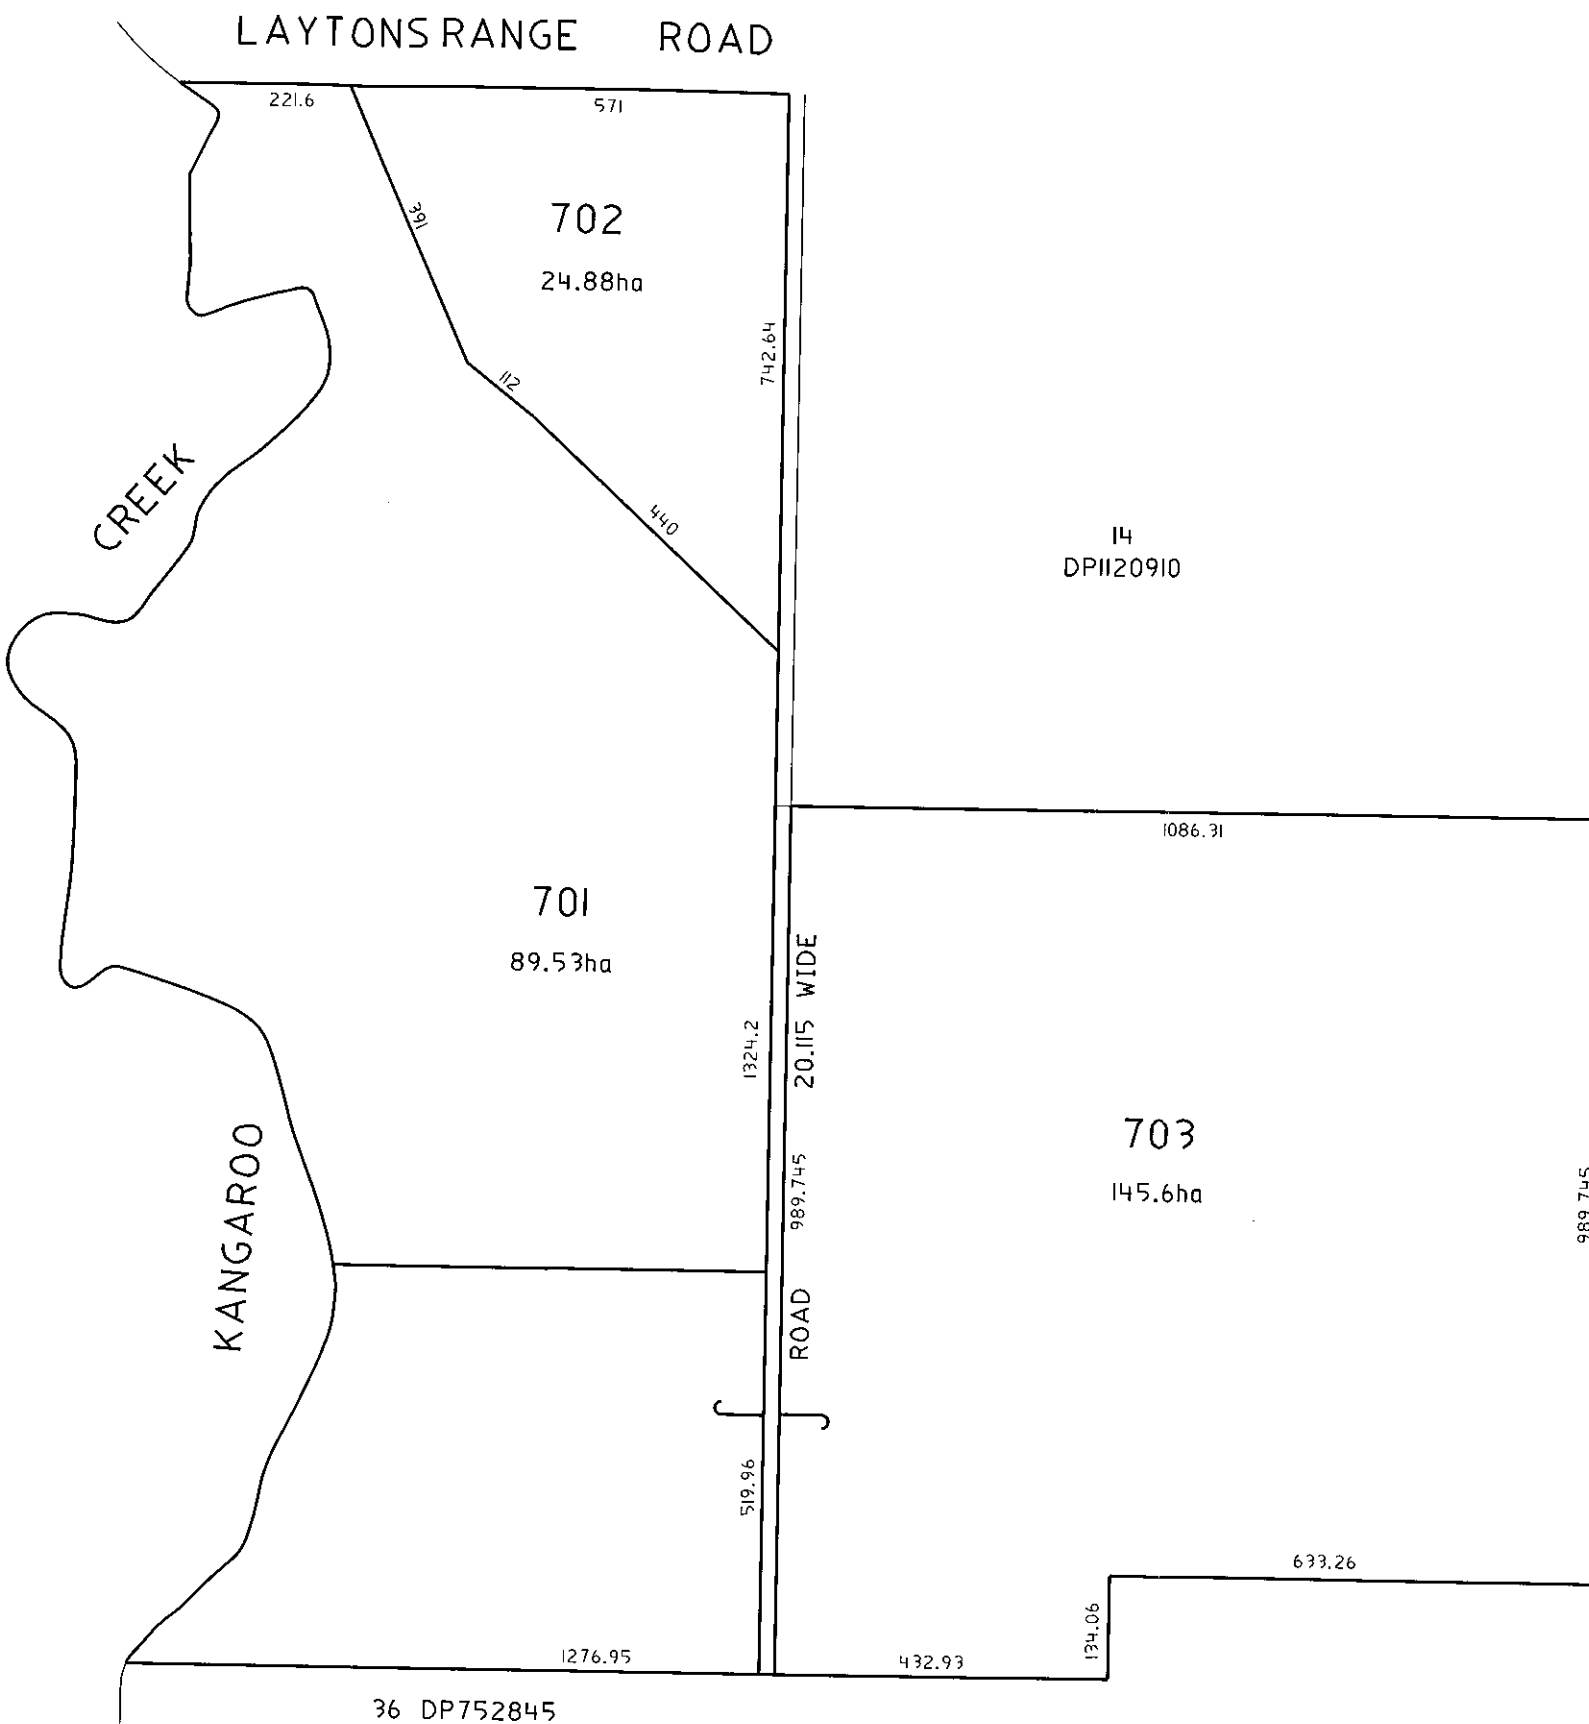 LAYTONS RANGE ROAD
221.6
571
391
702
24.88ha
742.64
112
CREEK
440
14
DP1120910
1086.31
701
89.53ha
20.115 WIDE
1324.2
703
145.6ha
KANGAROO
989.745
989.745
ROAD
519.96
633.26
134.06
1276.95
432.93
36 DP752845